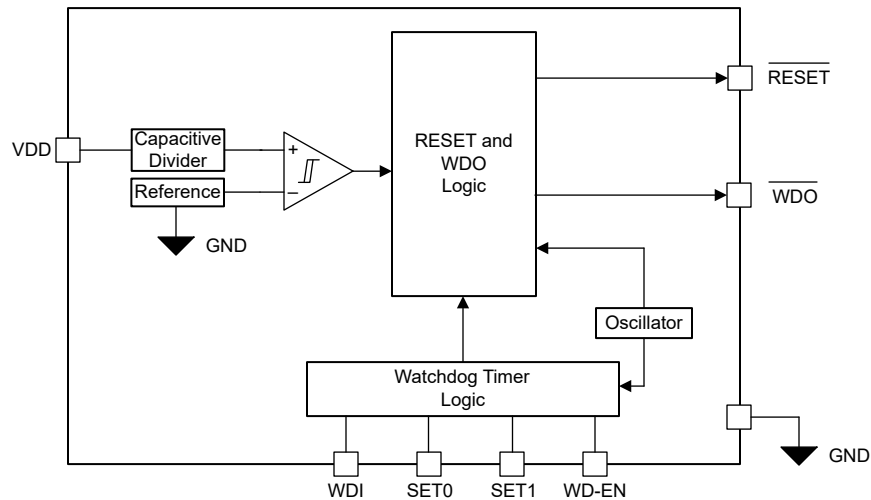 VDD
Capacitive
Divider
+
Reference
−
GND
RESET and
WDO
Logic
RESET
WDO
Oscillator
Watchdog Timer
Logic
GND
WDI
SET0
SET1
WD-EN